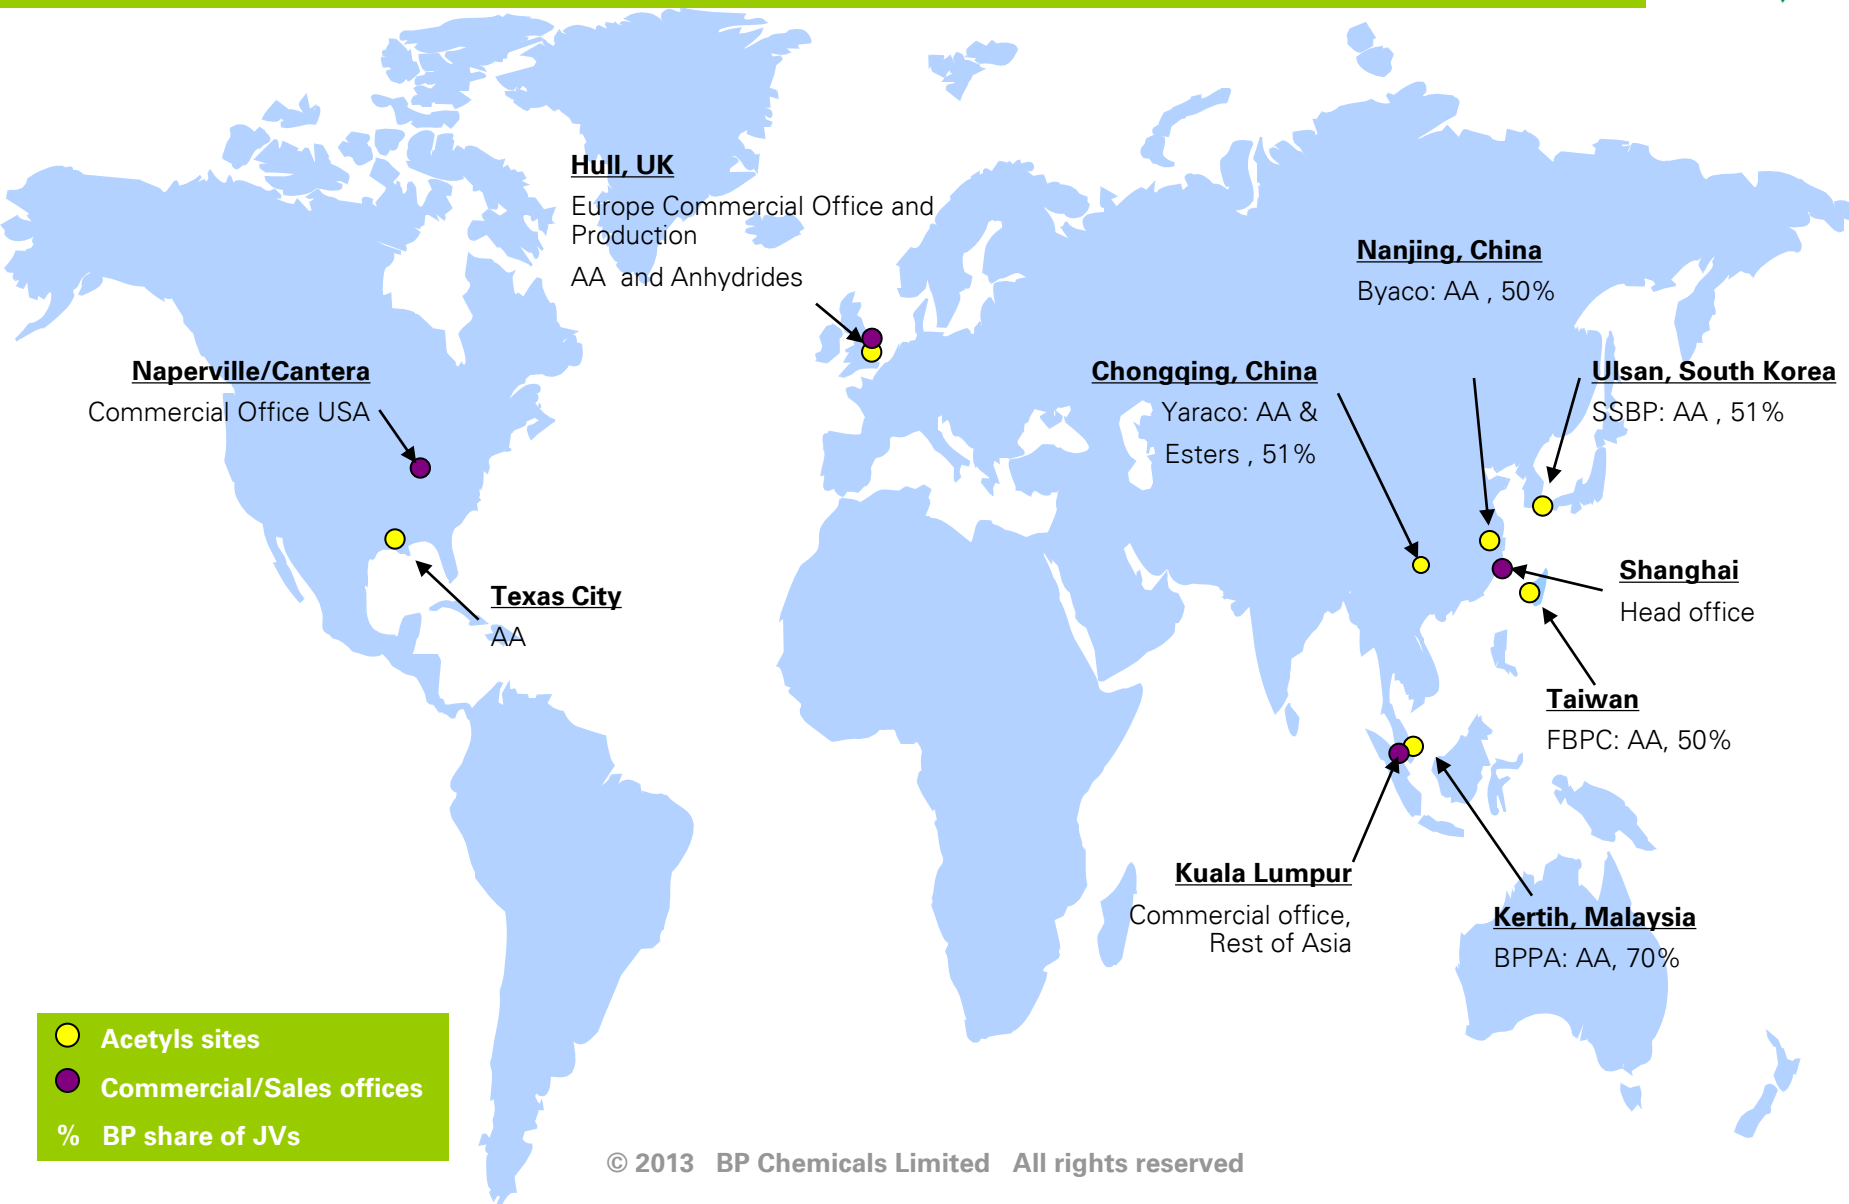 Hull, UK
Europe Commercial Office and
Production
AA and Anhydrides
Nanjing, China
Byaco: AA , 50%
Naperville/Cantera
Commercial Office USA
Chongqing, China
Yaraco: AA &
Esters , 51%
Ulsan, South Korea
SSBP: AA , 51%
Texas City
AA
Shanghai
Head office
Taiwan
FBPC: AA, 50%
Kuala Lumpur
Commercial office,
Rest of Asia
Kertih, Malaysia
BPPA: AA, 70%
Acetyls sites
Commercial/Sales offices
% BP share of JVs
© 2013 BP Chemicals Limited All rights reserved